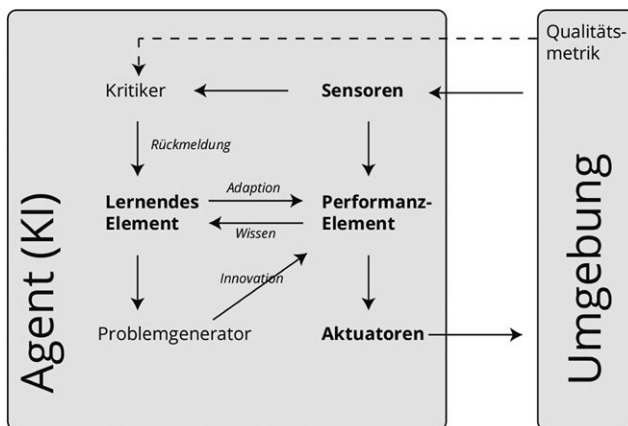 Qualitäts-
metrik
Kritiker
Sensoren
Rückmeldung
Lernendes
Element
Adaption
Wissen
Performanz-
Element
Innovation
Problemgenerator
Aktuatoren
Agent (KI)
Umgebung